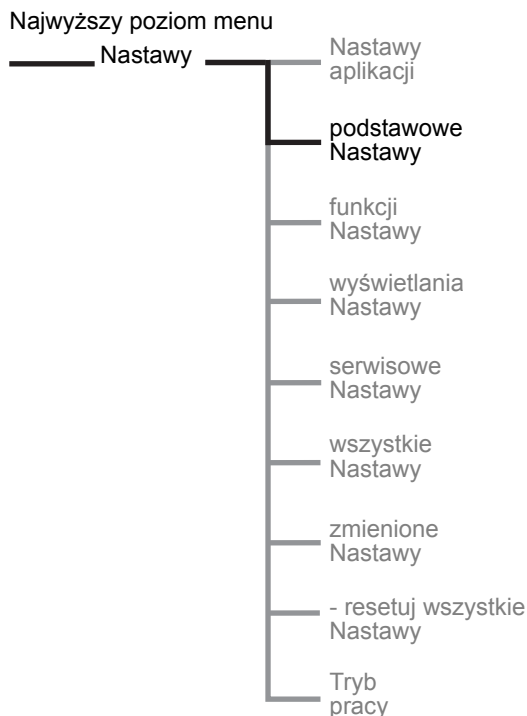 Najwyższy poziom menu
Nastawy
Nastawy
aplikacji
podstawowe
Nastawy
funkcji
Nastawy
wyświetlania
Nastawy
serwisowe
Nastawy
wszystkie
Nastawy
zmienione
Nastawy
- resetuj wszystkie
Nastawy
Tryb
pracy